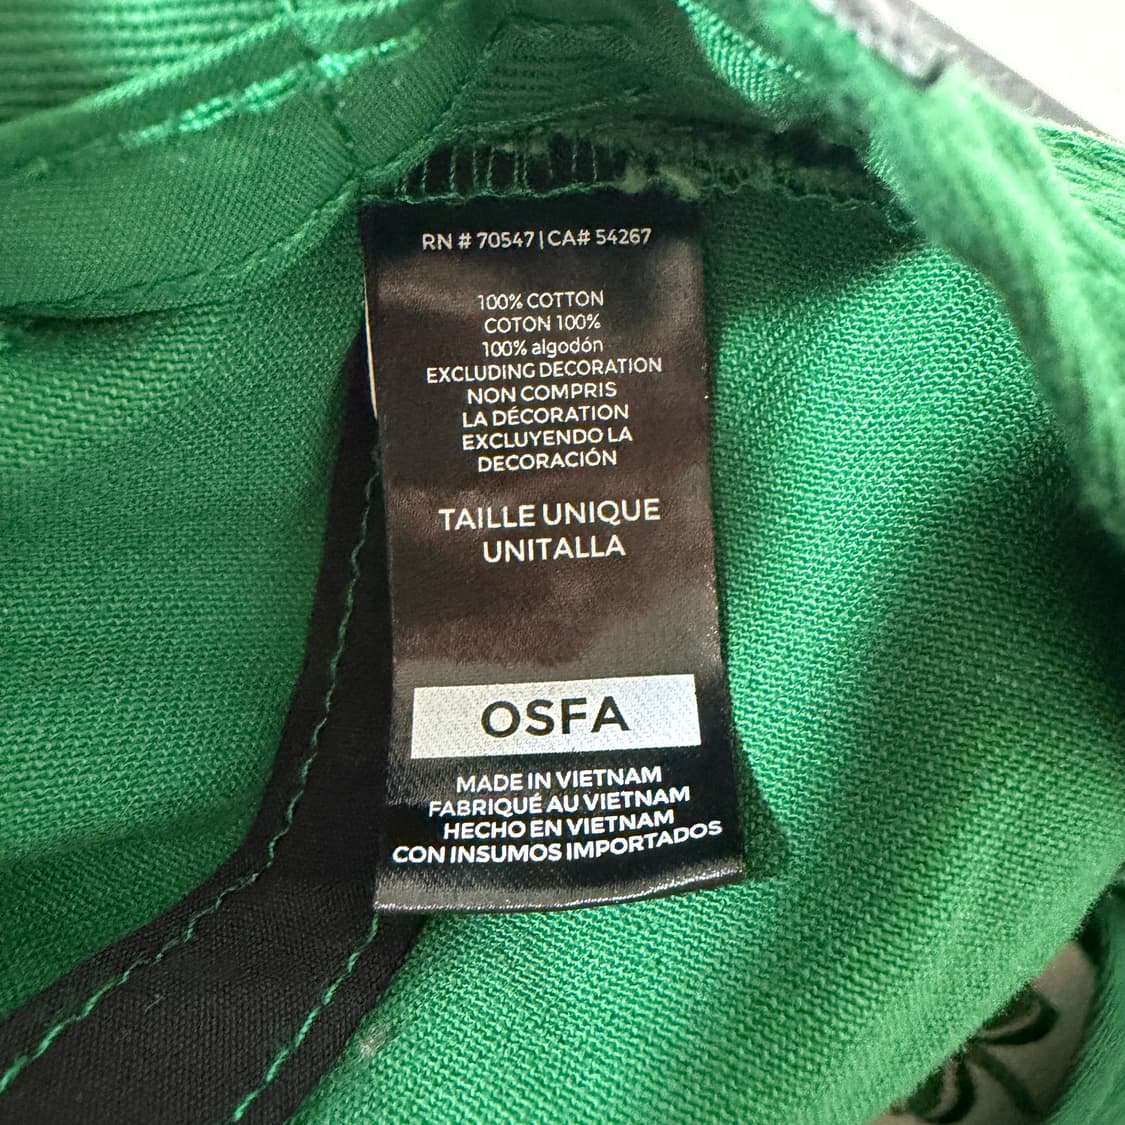 RN # 70547 | CA# 54267
100% COTTON
COTON 100%
100% algodón
EXCLUDING DECORATION
NON COMPRIS
LA DÉCORATION
EXCLUYENDO LA
DECORACIÓN
TAILLE UNIQUE
UNITALLA
OSFA
MADE IN VIETNAM
FABRIQUÉ AU VIETNAM
HECHO EN VIETNAM
CON INSUMOS IMPORTADOS